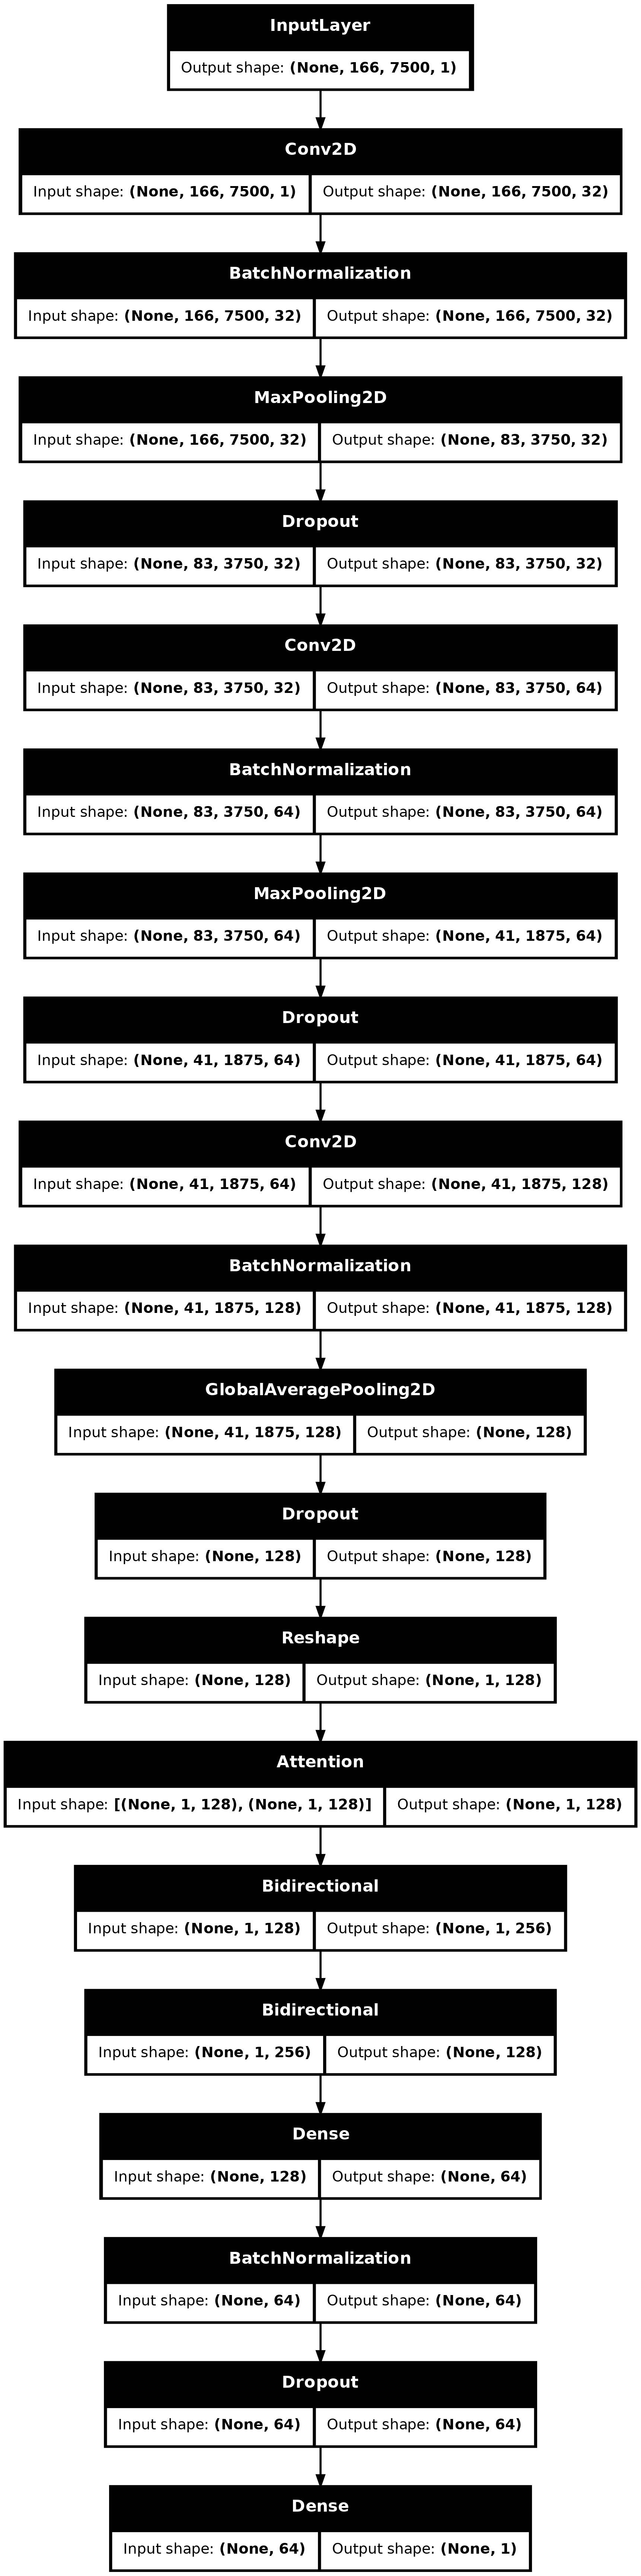 InputLayer
Output shape: (None, 166, 7500, 1)
Conv2D
Input shape: (None, 166, 7500, 1) Output shape: (None, 166, 7500, 32)
BatchNormalization
Input shape: (None, 166, 7500, 32) Output shape: (None, 166, 7500, 32)
MaxPooling2D
Input shape: (None, 166, 7500, 32) Output shape: (None, 83, 3750, 32)
Dropout
Input shape: (None, 83, 3750, 32) Output shape: (None, 83, 3750, 32)
Conv2D
Input shape: (None, 83, 3750, 32) Output shape: (None, 83, 3750, 64)
BatchNormalization
Input shape: (None, 83, 3750, 64) Output shape: (None, 83, 3750, 64)
MaxPooling2D
Input shape: (None, 83, 3750, 64) Output shape: (None, 41, 1875, 64)
Dropout
Input shape: (None, 41, 1875, 64) Output shape: (None, 41, 1875, 64)
Conv2D
Input shape: (None, 41, 1875, 64) Output shape: (None, 41, 1875, 128)
BatchNormalization
Input shape: (None, 41, 1875, 128) Output shape: (None, 41, 1875, 128)
GlobalAveragePooling2D
Input shape: (None, 41, 1875, 128) Output shape: (None, 128)
Dropout
Input shape: (None, 128) Output shape: (None, 128)
Reshape
Input shape: (None, 128) Output shape: (None, 1, 128)
Attention
Input shape: [(None, 1, 128), (None, 1, 128)] Output shape: (None, 1, 128)
Bidirectional
Input shape: (None, 1, 128) Output shape: (None, 1, 256)
Bidirectional
Input shape: (None, 1, 256) Output shape: (None, 128)
Dense
Input shape: (None, 128) Output shape: (None, 64)
BatchNormalization
Input shape: (None, 64) Output shape: (None, 64)
Dropout
Input shape: (None, 64) Output shape: (None, 64)
Dense
Input shape: (None, 64) Output shape: (None, 1)